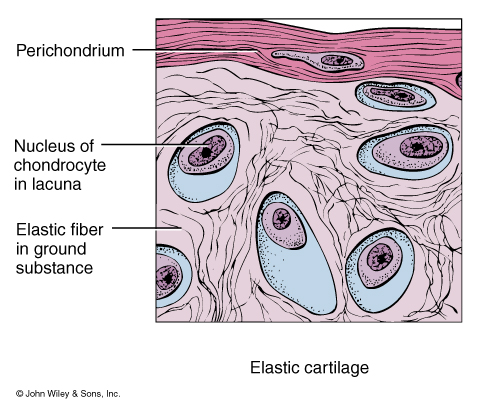 Perichondrium
Nucleus of
chondrocyte
in lacuna
Elastic fiber
in ground
substance
Elastic cartilage
© John Wiley & Sons, Inc.